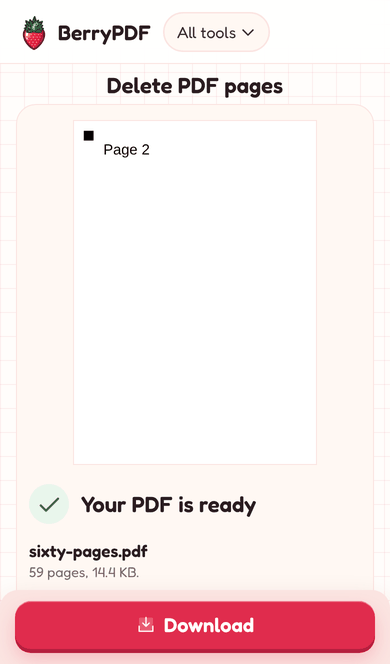 BerryPDF All tools
Delete PDF pages
Page 2
Your PDF is ready
sixty-pages.pdf
59 pages, 14.4 KB.
Download